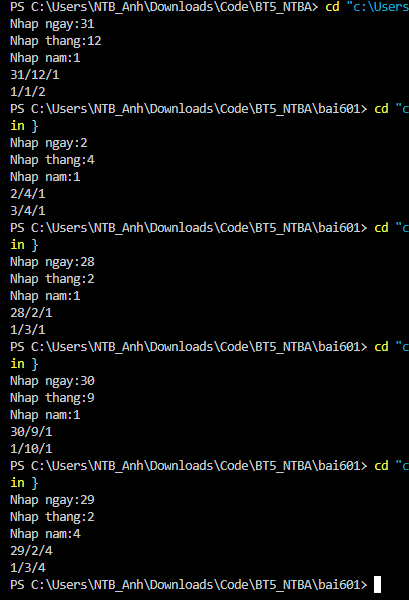 PS C:\Users\NTB_Anh\Downloads\Code\BT5_NTBA> cd "c:\Users
Nhap ngay:31
Nhap thang:12
Nhap nam:1
31/12/1
1/1/2
PS C:\Users\NTB_Anh\Downloads\Code\BT5_NTBA\bai601> cd "c
in }
Nhap ngay:2
Nhap thang:4
Nhap nam:1
2/4/1
3/4/1
PS C:\Users\NTB_Anh\Downloads\Code\BT5_NTBA\bai601> cd "c
in }
Nhap ngay:28
Nhap thang:2
Nhap nam:1
28/2/1
1/3/1
PS C:\Users\NTB_Anh\Downloads\Code\BT5_NTBA\bai601> cd "c
in }
Nhap ngay:30
Nhap thang:9
Nhap nam:1
30/9/1
1/10/1
PS C:\Users\NTB_Anh\Downloads\Code\BT5_NTBA\bai601> cd "c
in }
Nhap ngay:29
Nhap thang:2
Nhap nam:4
29/2/4
1/3/4
PS C:\Users\NTB_Anh\Downloads\Code\BT5_NTBA\bai601>